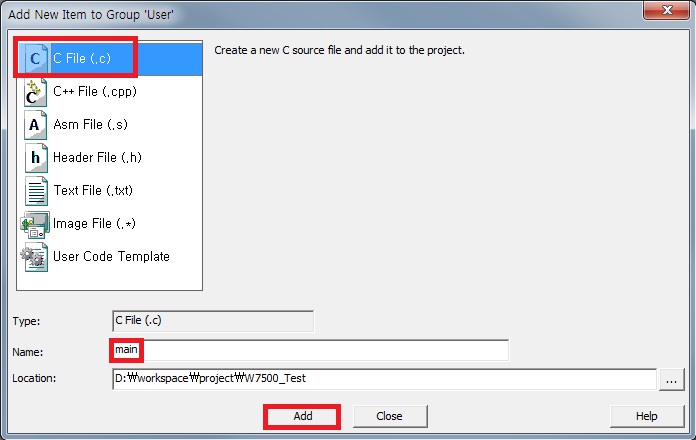 Add New Item to Group 'User'
C File (.c)
Create a new C source file and add it to the project.
C++ File (.cpp)
Asm File (.s)
Header File (.h)
Text File (.txt)
Image File (.*)
User Code Template
Type:
C File (.c)
Name:
main
Location:
D:₩workspace₩project₩W7500_Test
...
Add
Close
Help